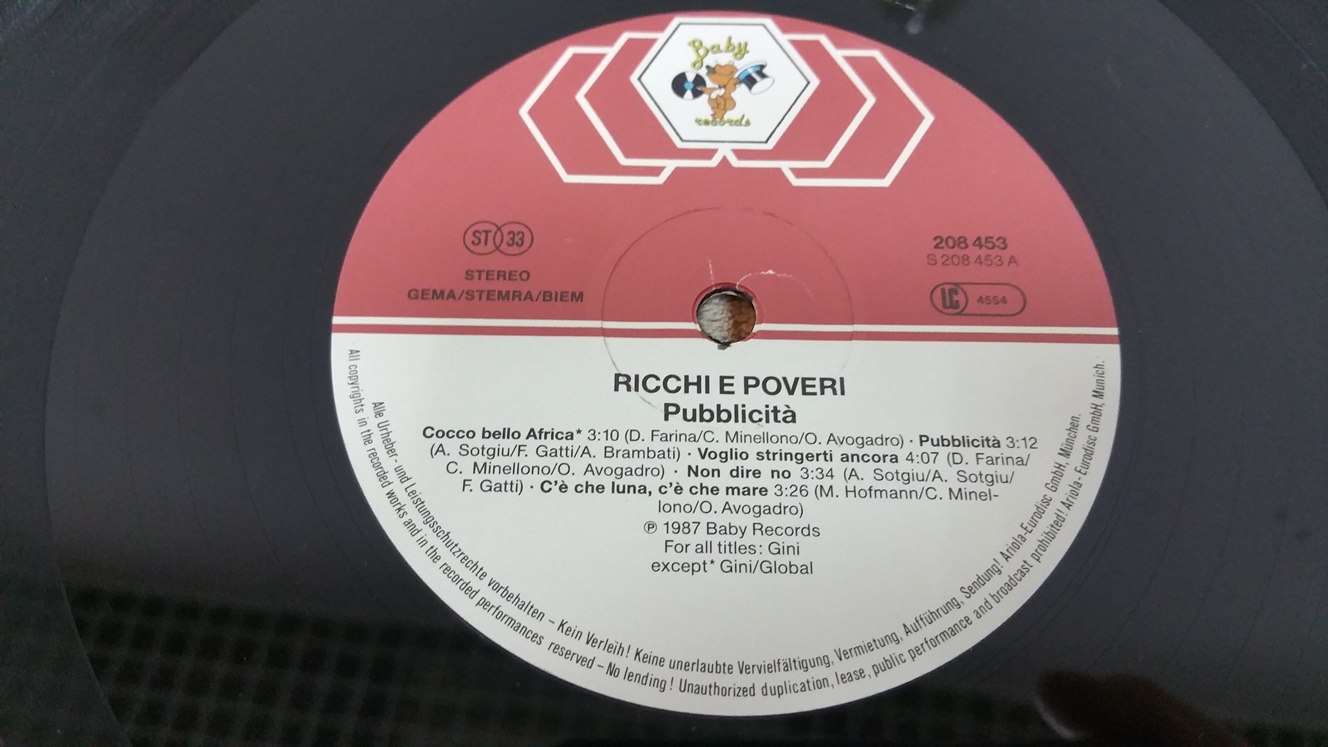 Baby
records
ST 33
STEREO
GEMA/STEMRA/BIEM
208 453
S 208 453 A
LC 4554
RICCHI E POVERI
Pubblicità
Cocco bello Africa* 3:10 (D. Farina/C. Minellono/O. Avogadro) · Pubblicità 3:12
(A. Sotgiu/F. Gatti/A. Brambati) · Voglio stringerti ancora 4:07 (D. Farina/
C. Minellono/O. Avogadro) · Non dire no 3:34 (A. Sotgiu/A. Sotgiu/
F. Gatti) · C'è che luna, c'è che mare 3:26 (M. Hofmann/C. Minel-
lono/O. Avogadro)
℗ 1987 Baby Records
For all titles: Gini
except* Gini/Global
Alle Urheber- und Leistungsschutzrechte vorbehalten – Kein Verleih! Keine unerlaubte Vervielfältigung, Vermietung, Aufführung, Sendung! Ariola-Eurodisc GmbH, München.
All copyrights in the recorded works and in the recorded performances reserved – No lending! Unauthorized duplication, lease, public performance and broadcast prohibited! Ariola-Eurodisc GmbH, Munich.